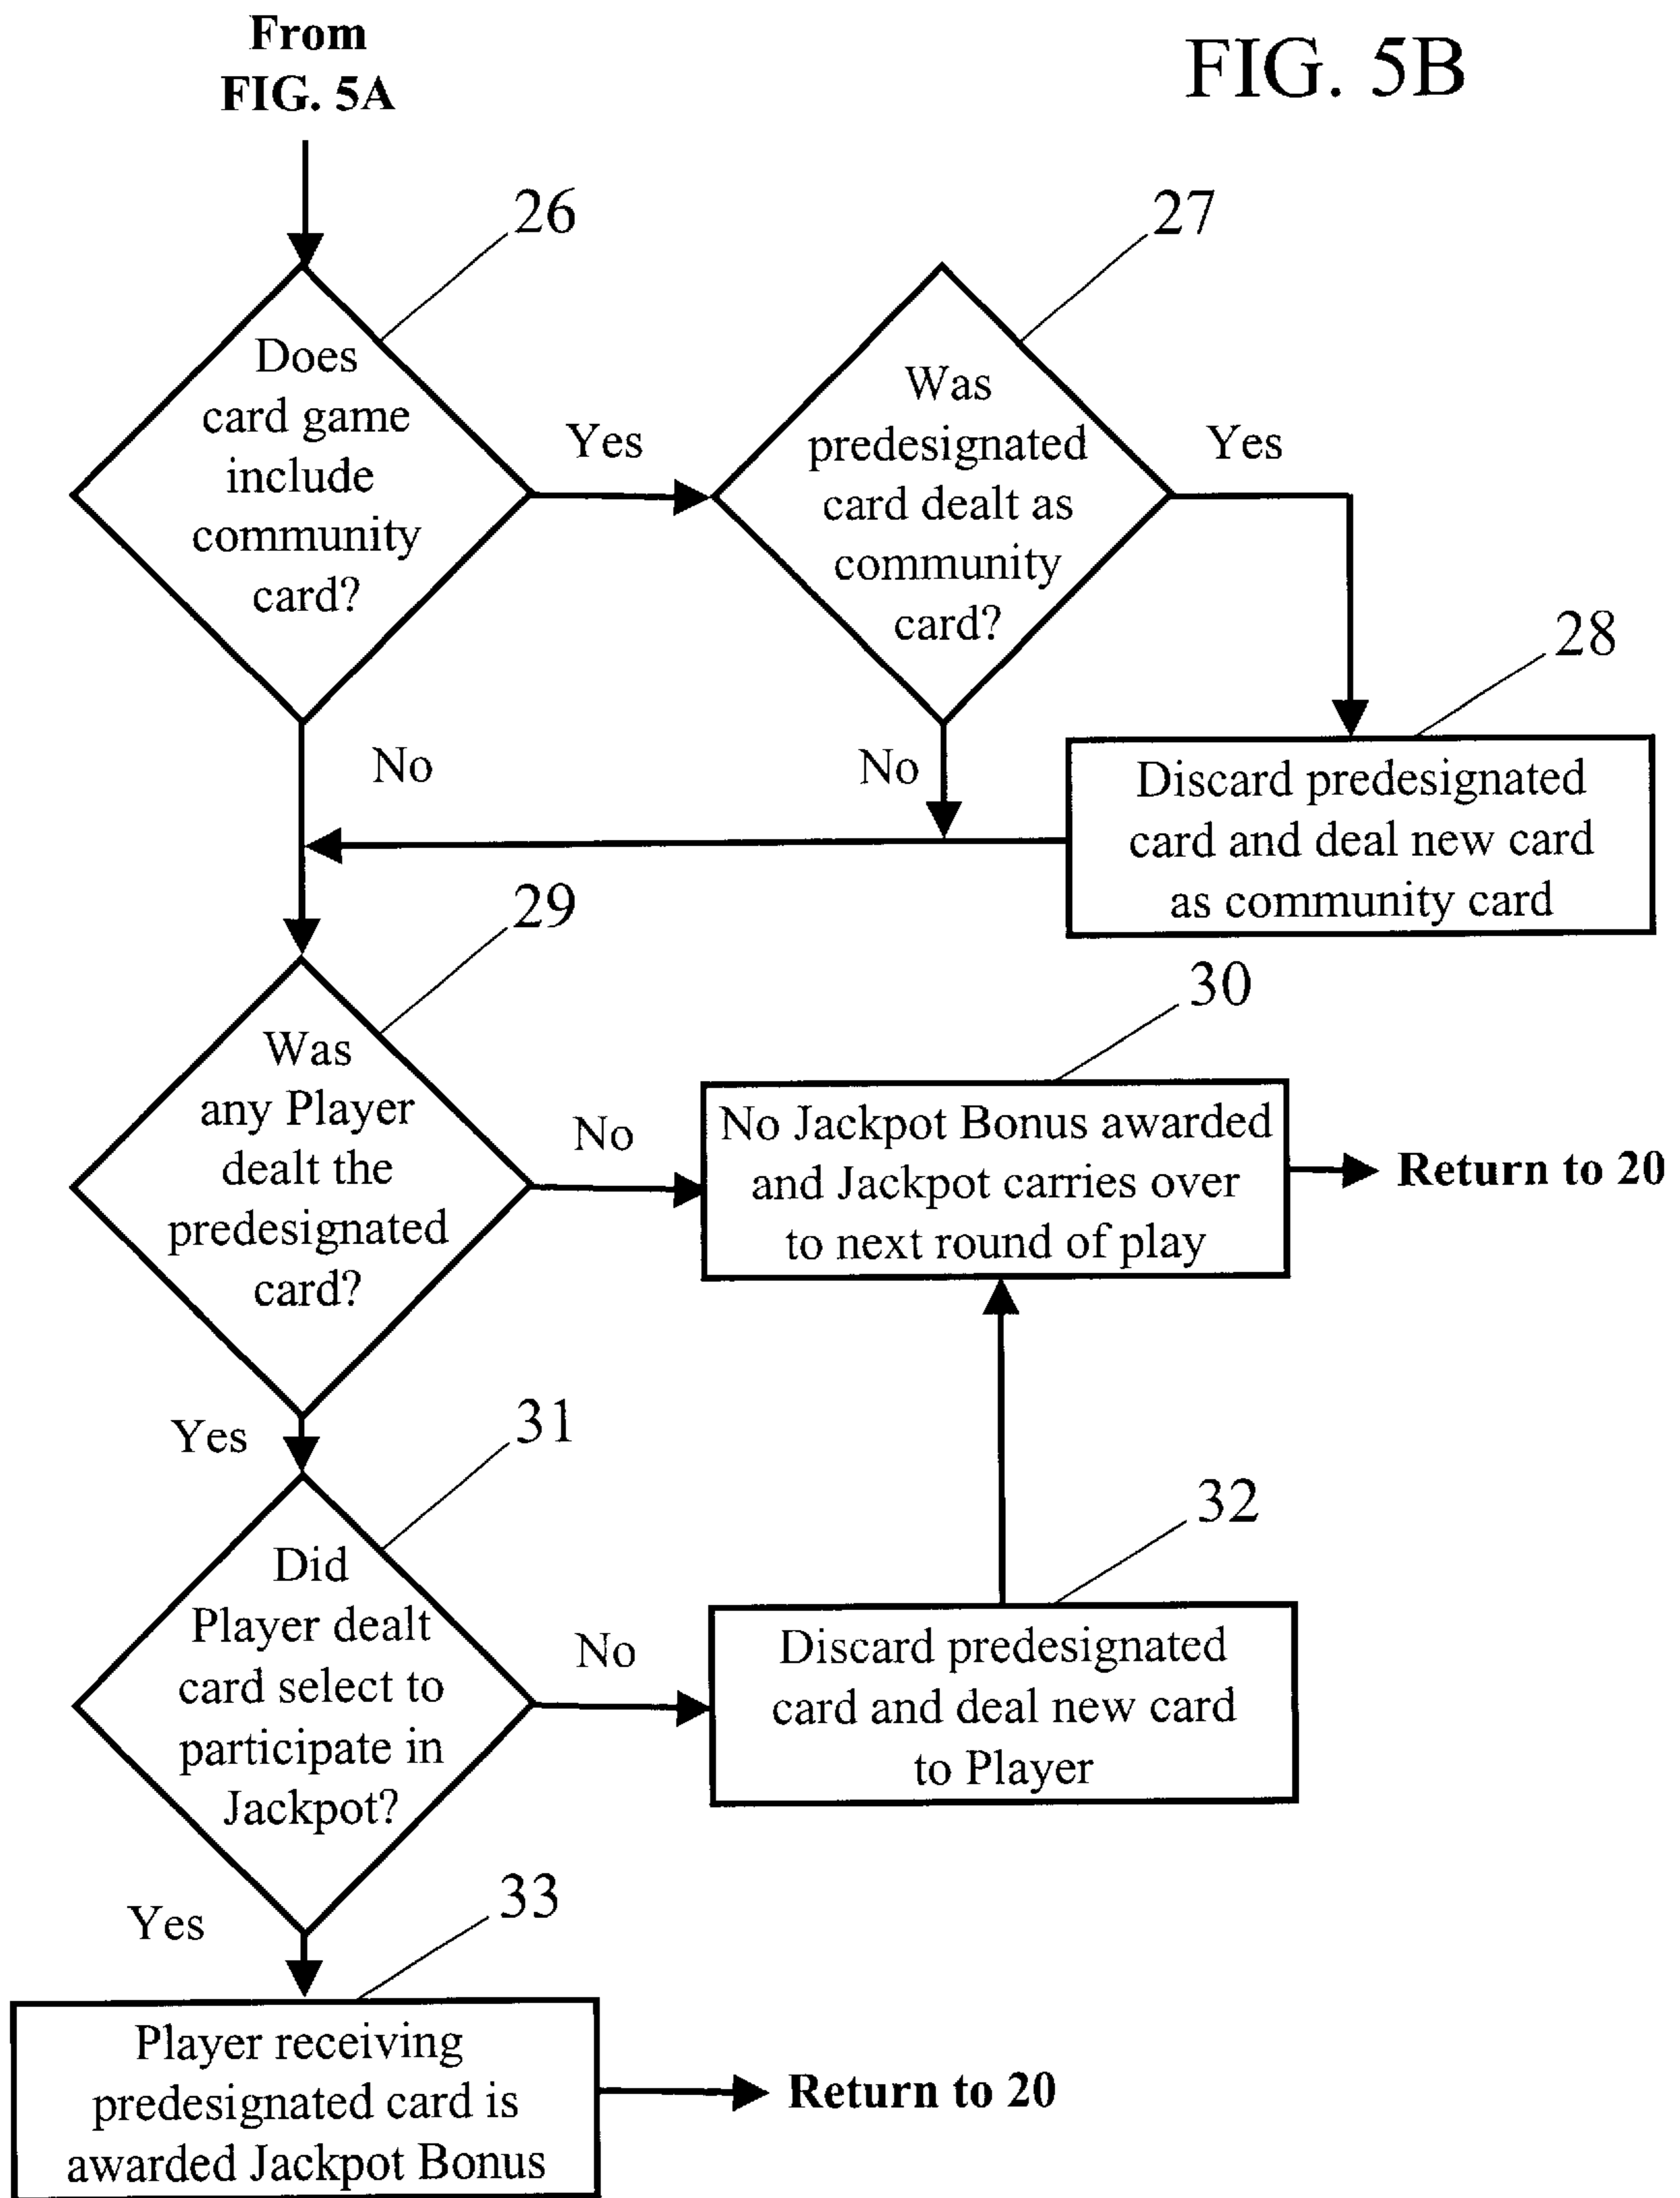 From
FIG. 5A
FIG. 5B
26
27
Does
card game
include
community
card?
Yes
Was
predesignated
card dealt as
community
card?
Yes
28
No
No
Discard predesignated
card and deal new card
as community card
29
30
Was
any Player
dealt the
predesignated
card?
No
No Jackpot Bonus awarded
and Jackpot carries over
to next round of play
Return to 20
Yes
31
32
Did
Player dealt
card select to
participate in
Jackpot?
No
Discard predesignated
card and deal new card
to Player
Yes
33
Player receiving
predesignated card is
awarded Jackpot Bonus
Return to 20